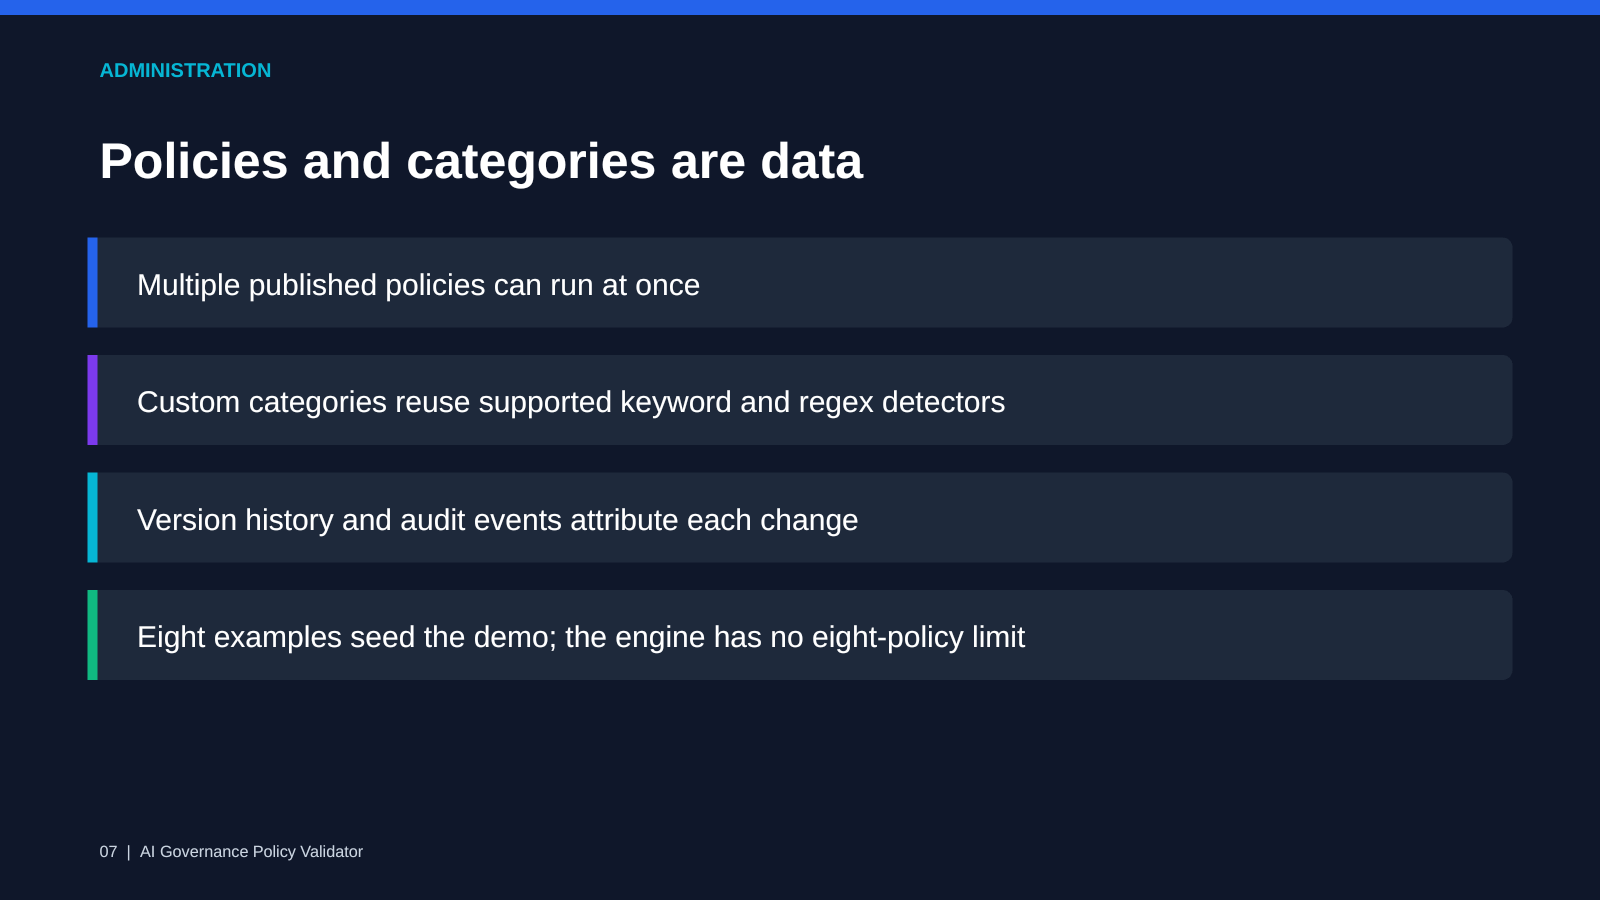 ADMINISTRATION
Policies and categories are data
Multiple published policies can run at once
Custom categories reuse supported keyword and regex detectors
Version history and audit events attribute each change
Eight examples seed the demo; the engine has no eight-policy limit
07 | AI Governance Policy Validator